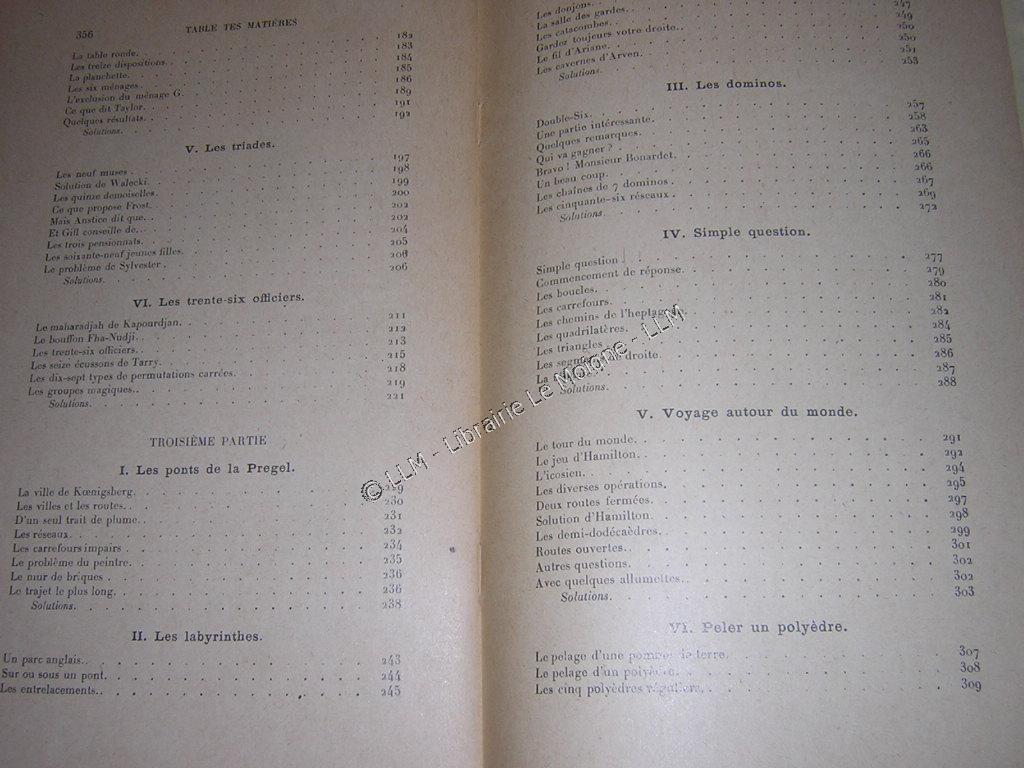 356 TABLE TES MATIÈRES
La table ronde. 182
Les treize dispositions. 183
La planchette. 184
Les six ménages. 185
L'exclusion du ménage G. 186
Ce que dit Taylor. 189
Quelques résultats. 191
Solutions. 192
V. Les triades.
Les neuf muses. 197
Solution de Walecki. 198
Les quinze demoiselles. 199
Ce que propose Frost. 200
Mais Anstice dit que... 202
Et Gill conseille de... 202
Les trois pensionnats. 204
Les soixante-neuf jeunes filles. 205
Le problème de Sylvester. 206
Solutions. 206
VI. Les trente-six officiers.
Le maharadjah de Kapourdjan. 211
Le bouffon Fha-Nudji. 212
Les trente-six officiers. 213
Les seize écussons de Tarry. 215
Les dix-sept types de permutations carrées. 218
Les groupes magiques. 219
Solutions. 221
TROISIÈME PARTIE
I. Les ponts de la Pregel.
La ville de Kœnigsberg. 229
Les villes et les routes. 230
D'un seul trait de plume. 231
Les réseaux. 232
Les carrefours impairs. 234
Le problème du peintre. 235
Le mur de briques. 236
Le trajet le plus long. 236
Solutions. 238
II. Les labyrinthes.
Un parc anglais. 243
Sur ou sous un pont. 244
Les entrelacements. 245
Les donjons. 247
La salle des gardes. 249
Les catacombes. 250
Gardez toujours votre droite. 250
Le fil d'Ariane. 251
Les cavernes d'Arven. 253
Solutions.
III. Les dominos.
Double-Six. 257
Une partie intéressante. 258
Quelques remarques. 263
Qui va gagner ? 265
Bravo ! Monsieur Bonardet. 266
Un beau coup. 266
Les chaînes de 7 dominos. 267
Les cinquante-six réseaux. 269
Solutions. 272
IV. Simple question.
Simple question. 277
Commencement de réponse. 279
Les boucles. 280
Les carrefours. 281
Les chemins de l'heptagone. 282
Les quadrilatères. 284
Les triangles. 285
Les segments de droite. 286
La 287
Solutions. 288
V. Voyage autour du monde.
Le tour du monde. 291
Le jeu d'Hamilton. 292
L'icosien. 294
Les diverses opérations. 295
Deux routes fermées. 297
Solution d'Hamilton. 298
Les demi-dodécaèdres. 299
Routes ouvertes. 301
Autres questions. 302
Avec quelques allumettes. 302
Solutions. 303
VI. Peler un polyèdre.
Le pelage d'une pomme de terre. 307
Le pelage d'un polyèdre. 308
Les cinq polyèdres réguliers. 309
© LLM - Librairie Le Molène - LLM